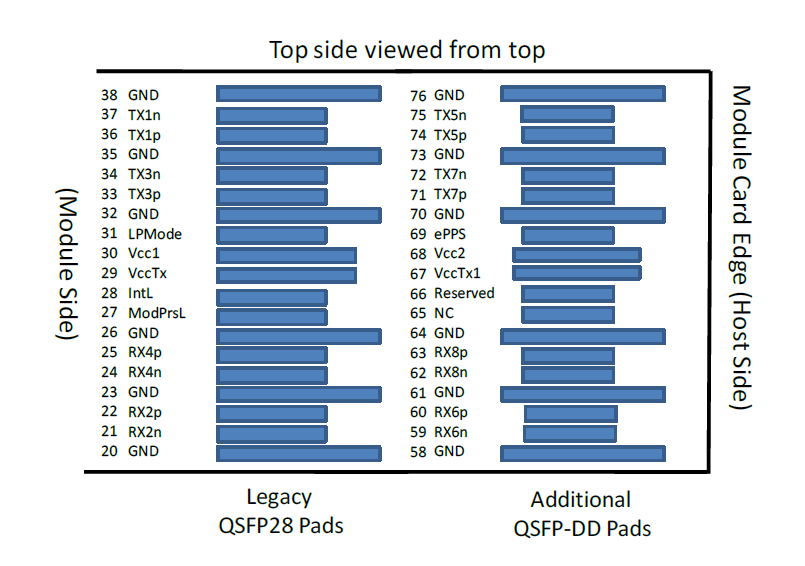 Top side viewed from top
38 GND
37 TX1n
36 TX1p
35 GND
34 TX3n
33 TX3p
32 GND
31 LPMode
30 Vcc1
29 VccTx
28 IntL
27 ModPrsL
26 GND
25 RX4p
24 RX4n
23 GND
22 RX2p
21 RX2n
20 GND
76 GND
75 TX5n
74 TX5p
73 GND
72 TX7n
71 TX7p
70 GND
69 ePPS
68 Vcc2
67 VccTx1
66 Reserved
65 NC
64 GND
63 RX8p
62 RX8n
61 GND
60 RX6p
59 RX6n
58 GND
(Module Side)
Module Card Edge (Host Side)
Legacy
QSFP28 Pads
Additional
QSFP-DD Pads